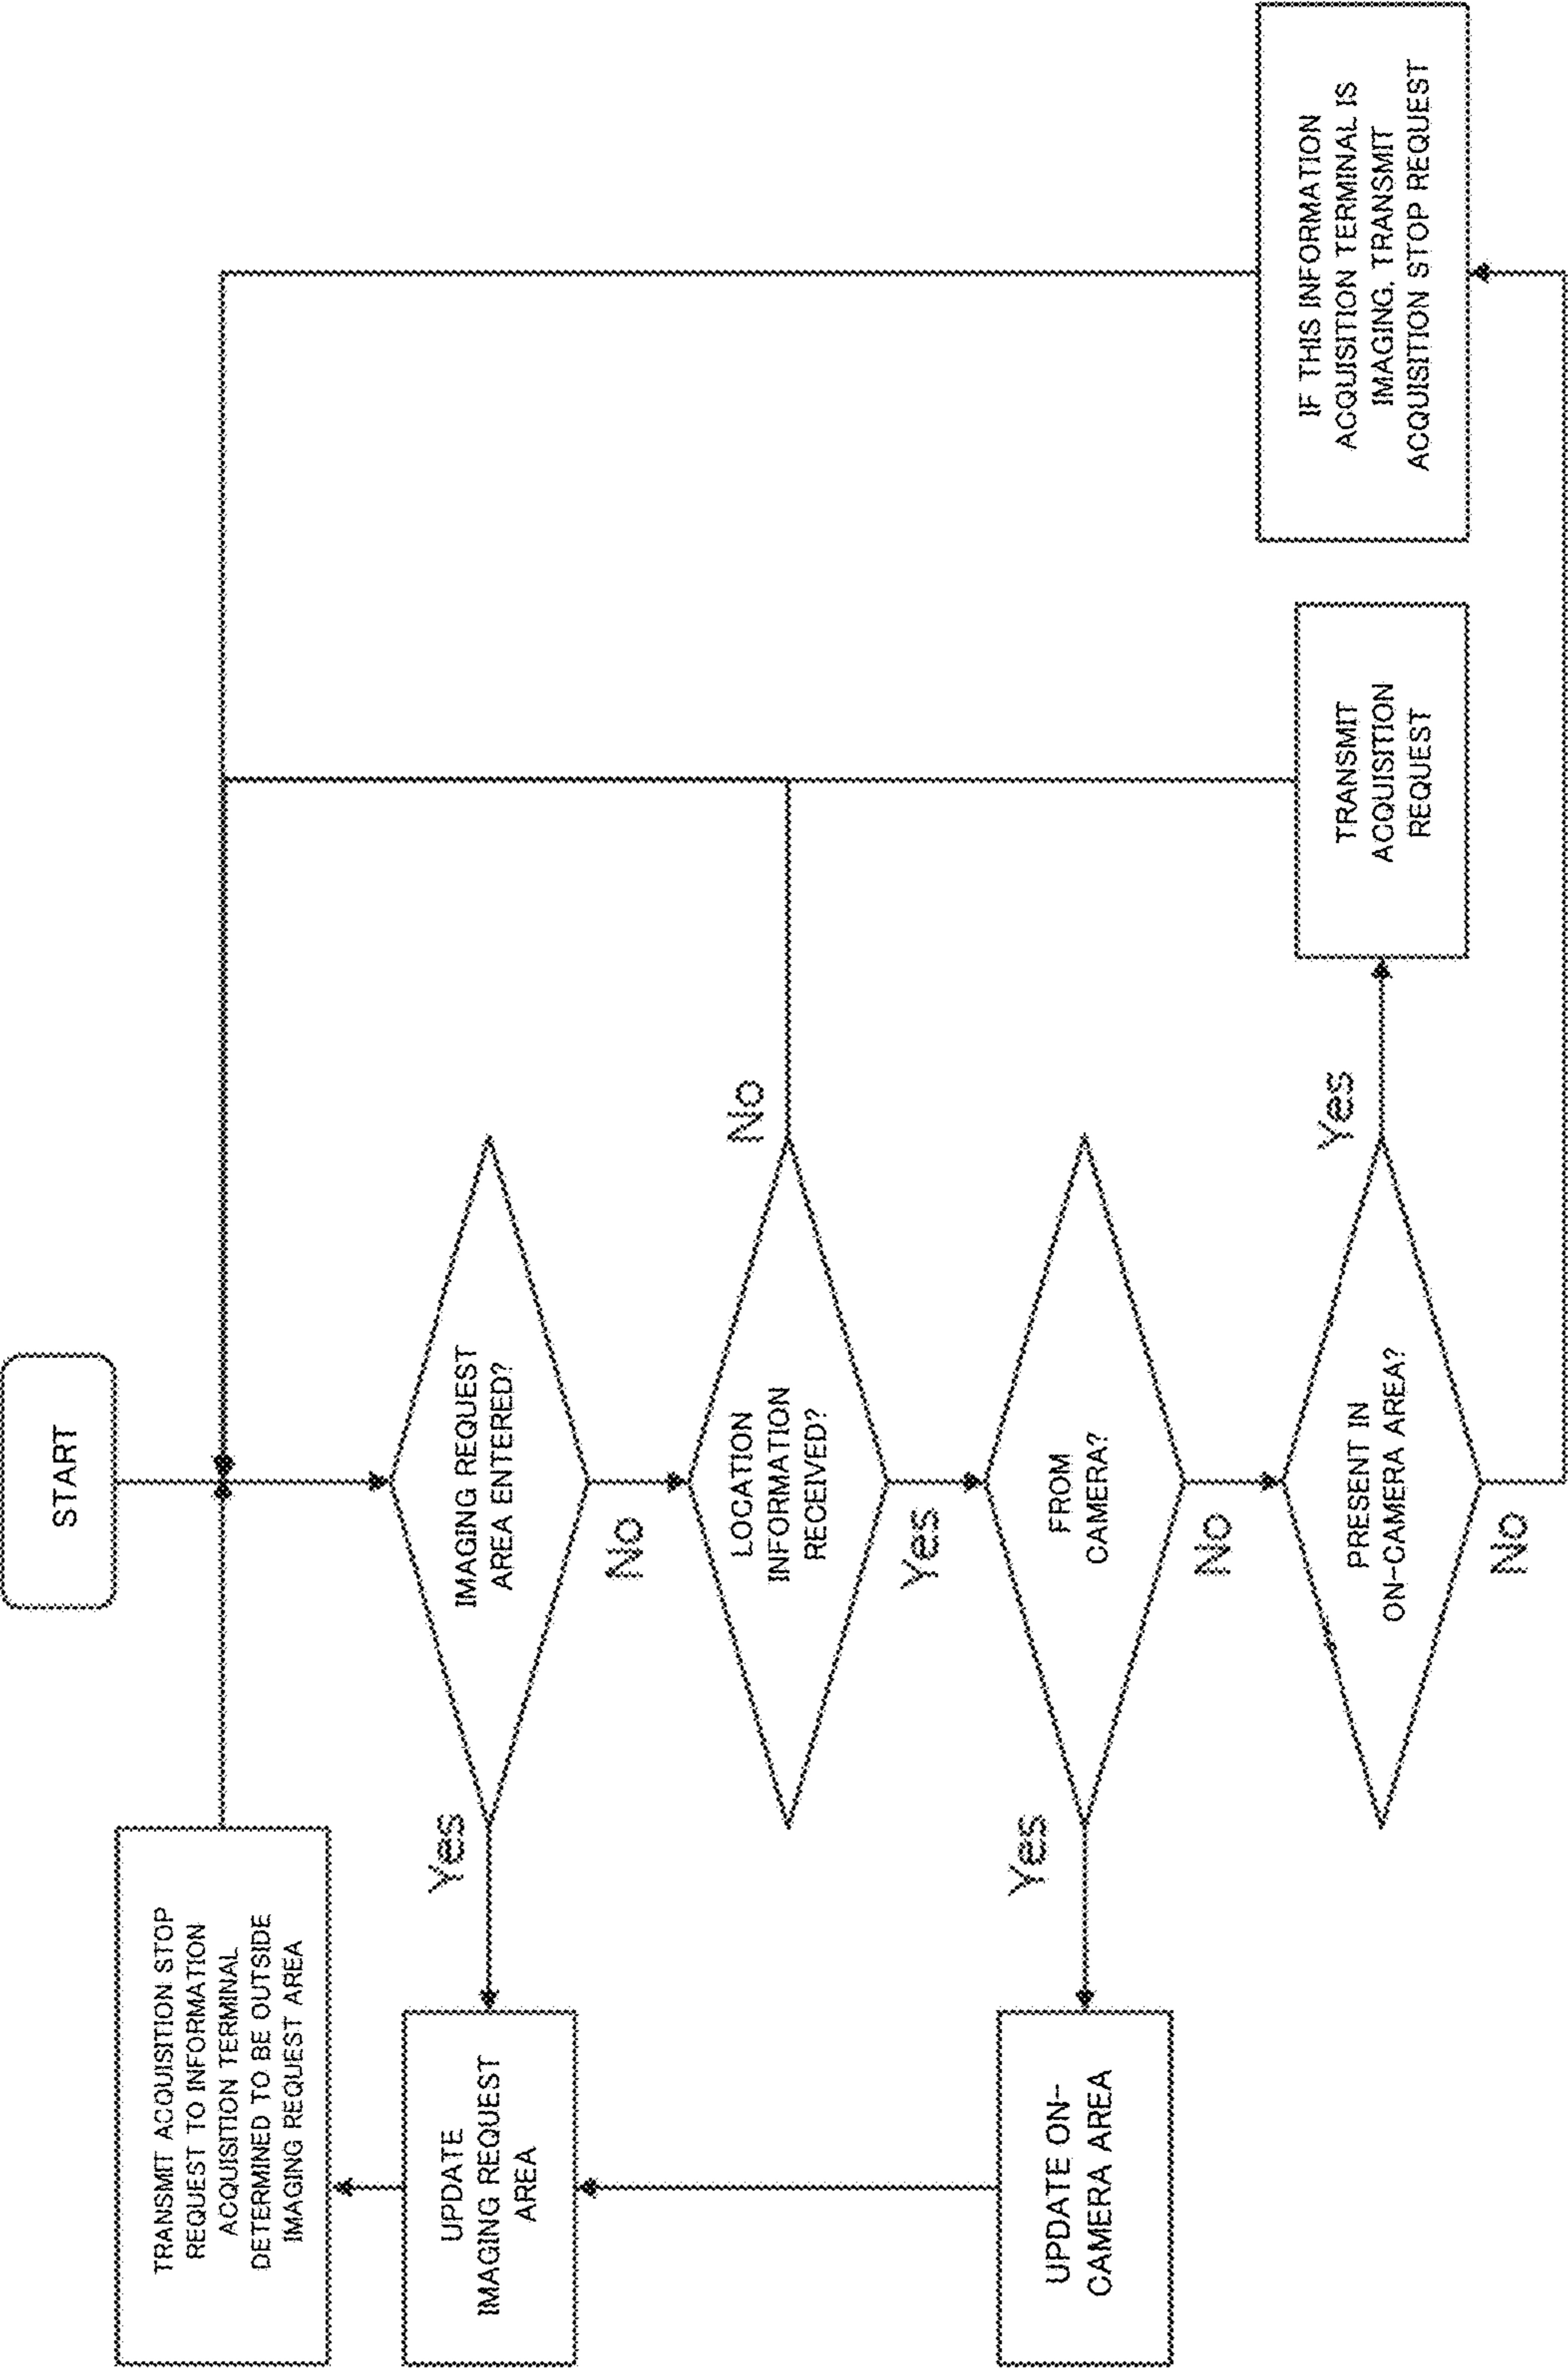 START
TRANSMIT ACQUISITION STOP
REQUEST TO INFORMATION
ACQUISITION TERMINAL
DETERMINED TO BE OUTSIDE
IMAGING REQUEST AREA
IMAGING REQUEST
AREA ENTERED?
Yes
No
UPDATE
IMAGING REQUEST
AREA
LOCATION
INFORMATION
RECEIVED?
No
Yes
FROM
CAMERA?
Yes
No
UPDATE ON-
CAMERA AREA
PRESENT IN
ON-CAMERA AREA?
Yes
No
TRANSMIT
ACQUISITION
REQUEST
IF THIS INFORMATION
ACQUISITION TERMINAL IS
IMAGING, TRANSMIT
ACQUISITION STOP REQUEST